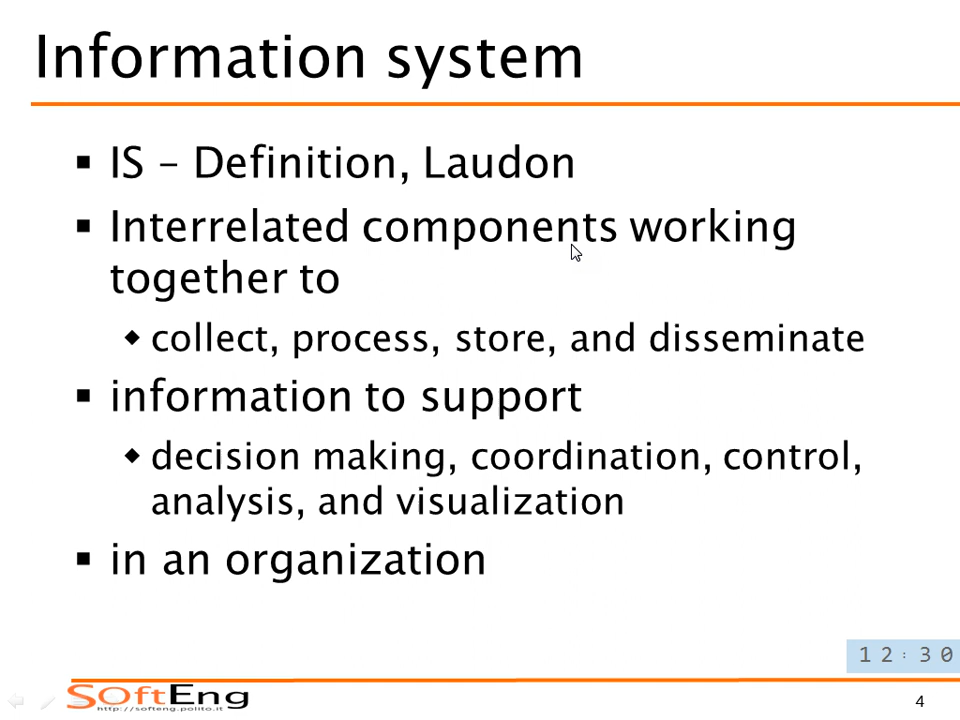 Information system
▪ IS – Definition, Laudon
▪ Interrelated components working
together to
◆ collect, process, store, and disseminate
▪ information to support
◆ decision making, coordination, control,
analysis, and visualization
▪ in an organization
12:30
SoftEng
http://softeng.polito.it
4